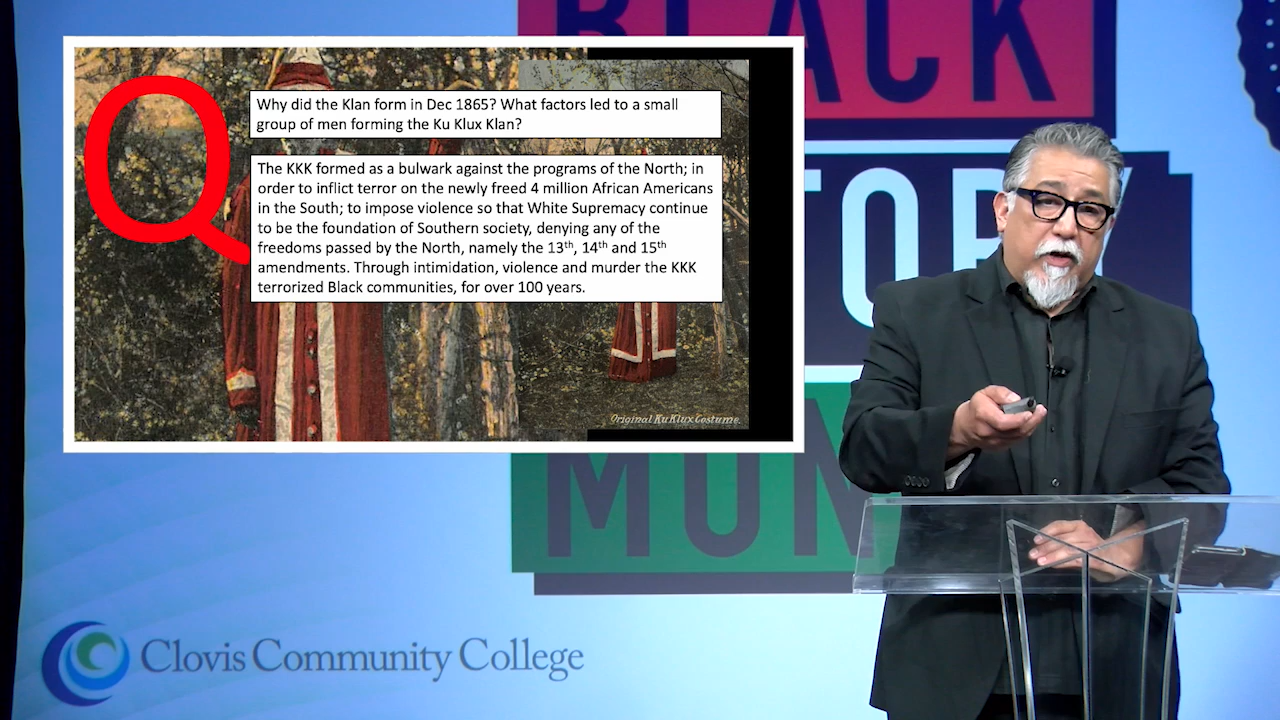 BLACK
Q
Why did the Klan form in Dec 1865? What factors led to a small
group of men forming the Ku Klux Klan?
The KKK formed as a bulwark against the programs of the North; in
order to inflict terror on the newly freed 4 million African Americans
in the South; to impose violence so that White Supremacy continue
to be the foundation of Southern society, denying any of the
freedoms passed by the North, namely the 13th, 14th and 15th
amendments. Through intimidation, violence and murder the KKK
terrorized Black communities, for over 100 years.
Original Ku Klux Costume.
TORY
MON
Clovis Community College